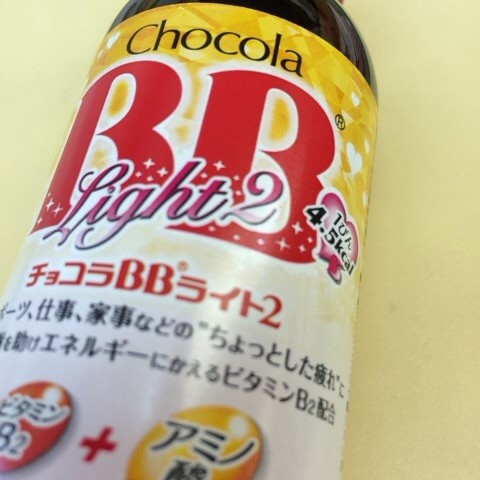 Chocola
BB®
Light2
1びん
4.5kcal
チョコラBB®ライト2
ーツ、仕事、家事などの"ちょっとした疲れ"に
を助けエネルギーにかえるビタミンB2配合
ビタミン
B2
+
アミノ
酸